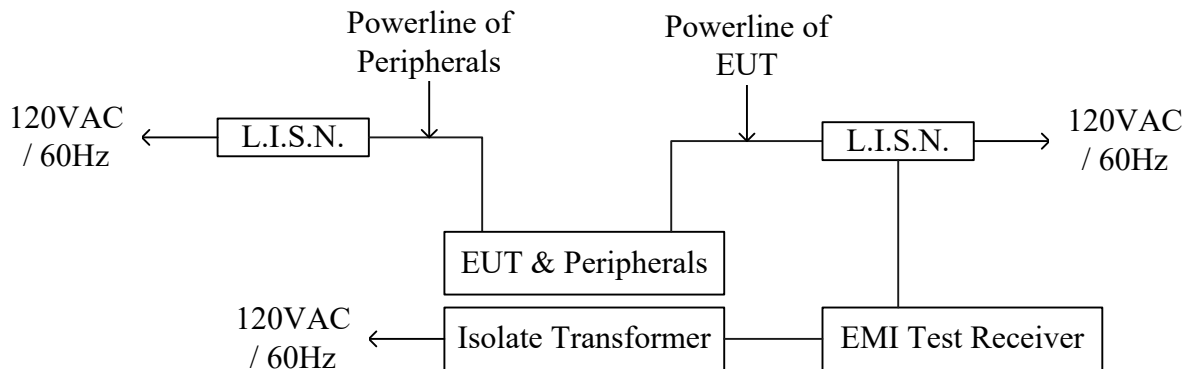 Powerline of
Peripherals
Powerline of
EUT
120VAC
/ 60Hz
L.I.S.N.
L.I.S.N.
120VAC
/ 60Hz
EUT & Peripherals
120VAC
/ 60Hz
Isolate Transformer
EMI Test Receiver